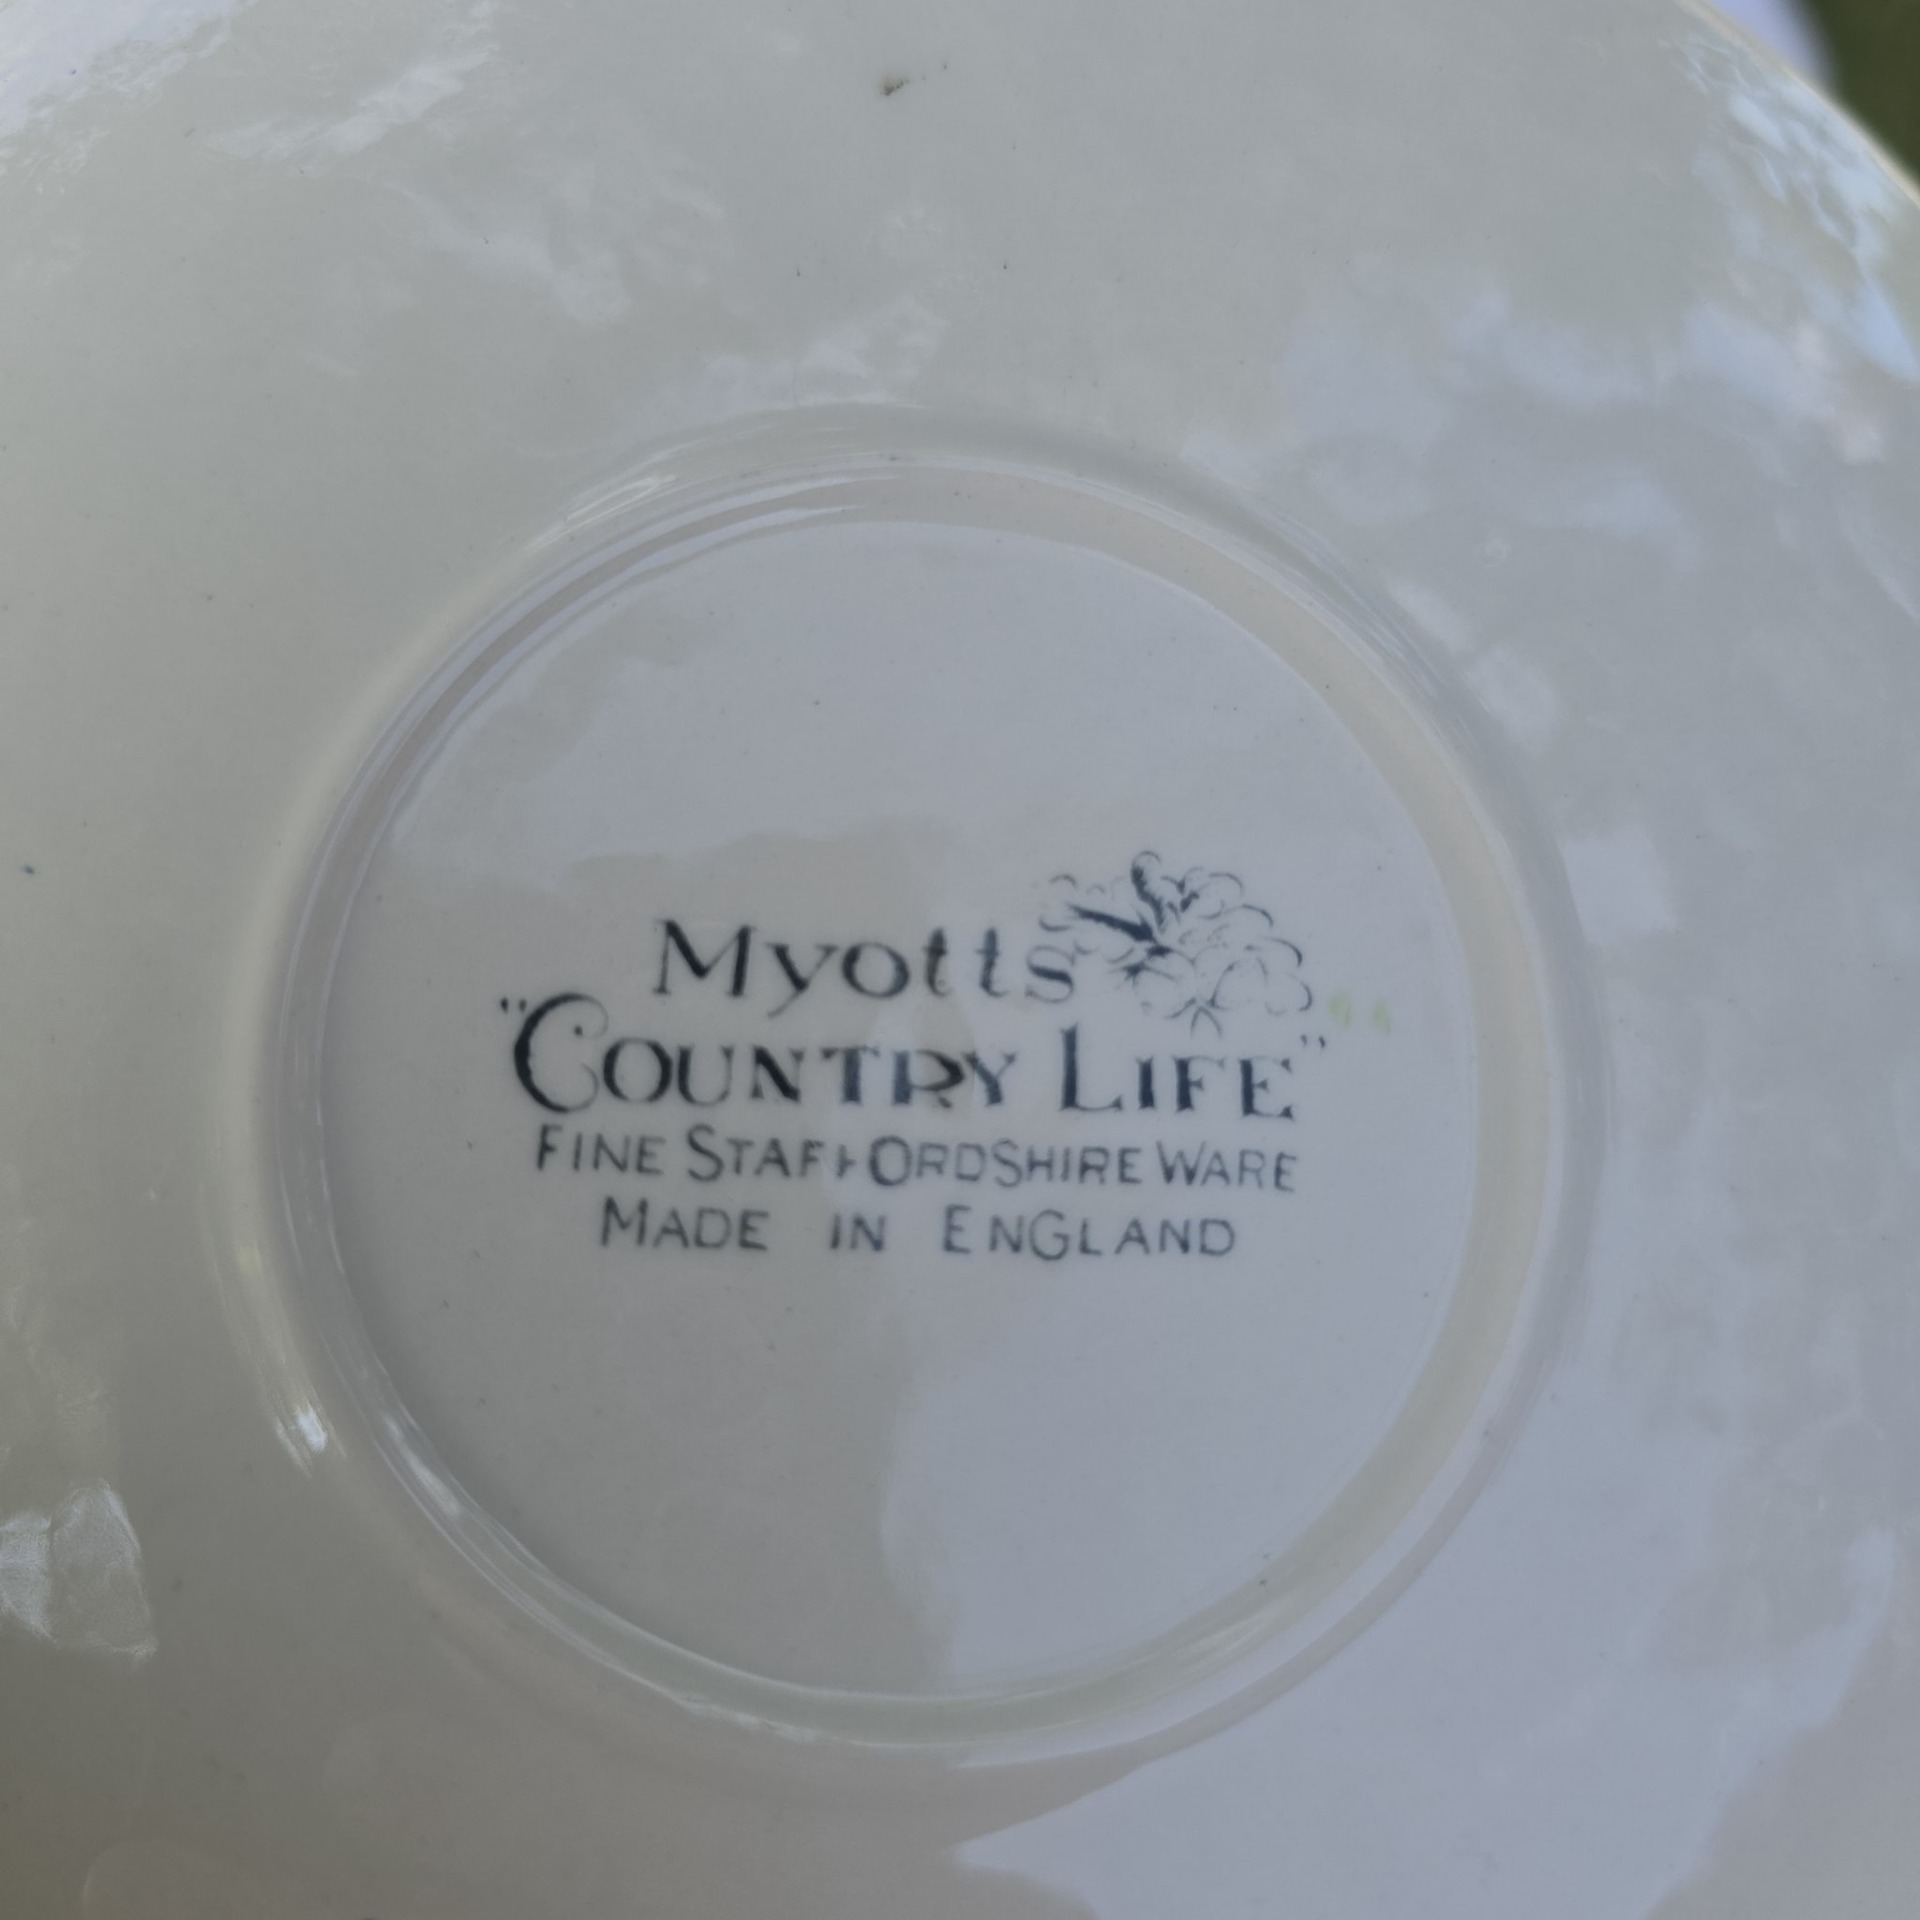 Myotts
"COUNTRY LIFE"
FINE STAFFORDSHIRE WARE
MADE IN ENGLAND